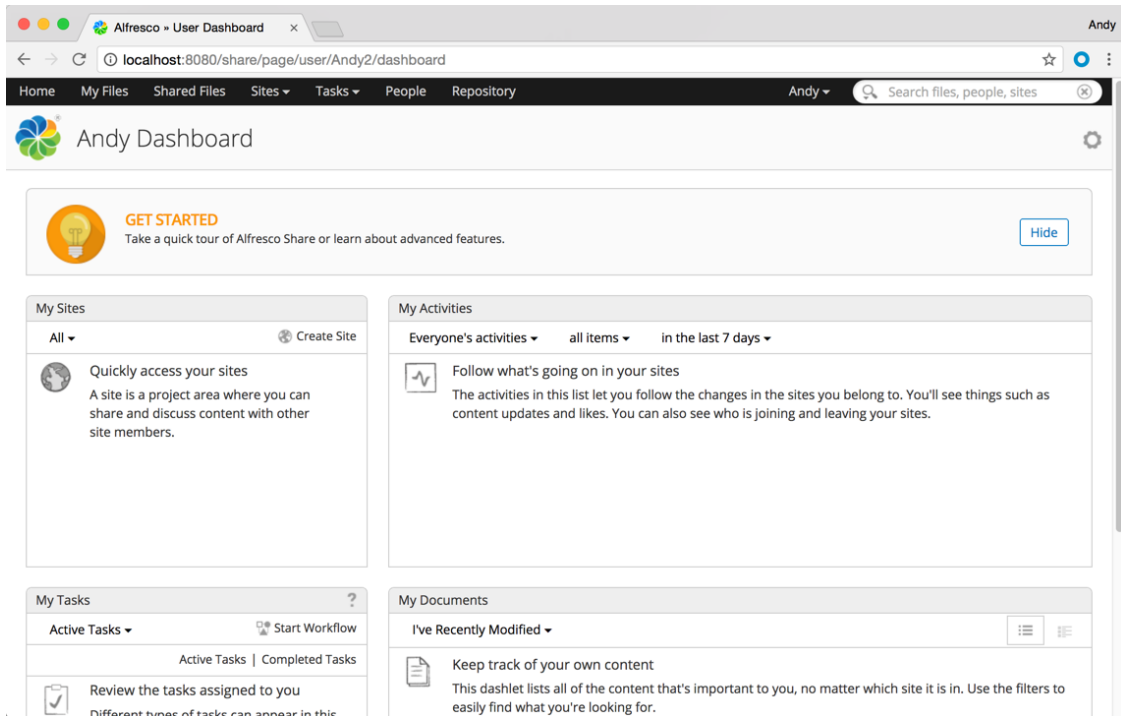 Alfresco » User Dashboard
Andy
localhost:8080/share/page/user/Andy2/dashboard
Home My Files Shared Files Sites Tasks People Repository Andy Search files, people, sites
Andy Dashboard
GET STARTED
Take a quick tour of Alfresco Share or learn about advanced features.
Hide
My Sites
All Create Site
Quickly access your sites
A site is a project area where you can
share and discuss content with other
site members.
My Activities
Everyone's activities all items in the last 7 days
Follow what's going on in your sites
The activities in this list let you follow the changes in the sites you belong to. You'll see things such as
content updates and likes. You can also see who is joining and leaving your sites.
My Tasks ?
Active Tasks Start Workflow
Active Tasks | Completed Tasks
Review the tasks assigned to you
Different types of tasks can appear in this
My Documents
I've Recently Modified
Keep track of your own content
This dashlet lists all of the content that's important to you, no matter which site it is in. Use the filters to
easily find what you're looking for.